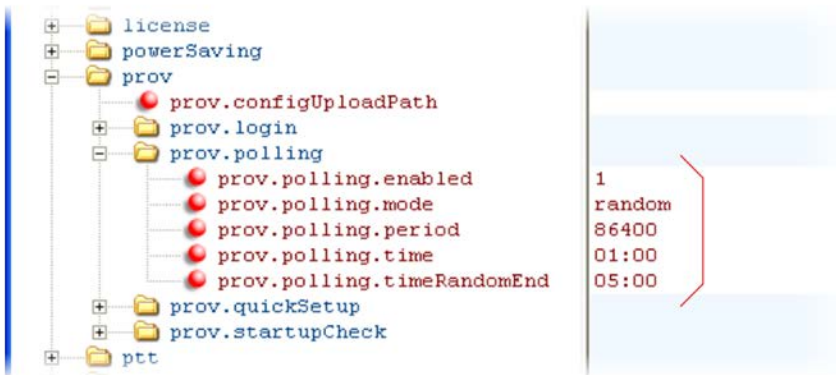 license
powerSaving
prov
prov.configUploadPath
prov.login
prov.polling
prov.polling.enabled 1
prov.polling.mode random
prov.polling.period 86400
prov.polling.time 01:00
prov.polling.timeRandomEnd 05:00
prov.quickSetup
prov.startupCheck
ptt